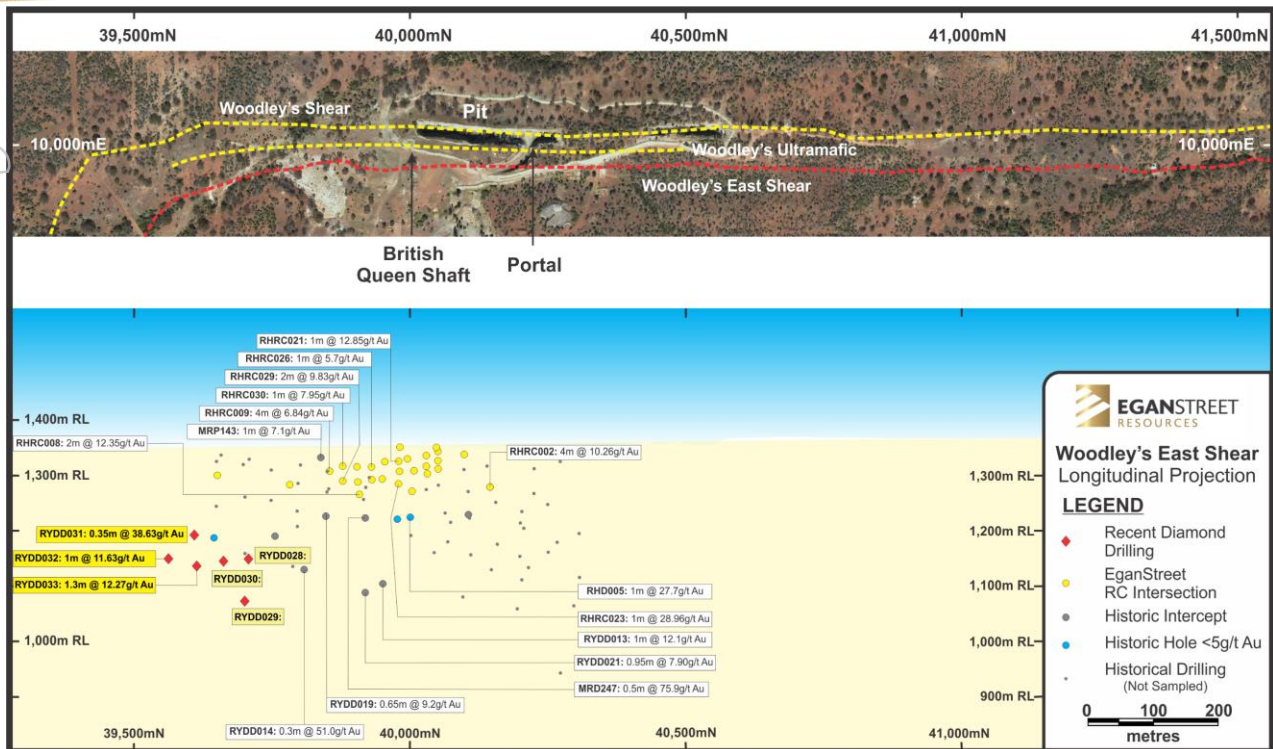 39,500mN 40,000mN 40,500mN 41,000mN 41,500mN
Woodley's Shear
Pit
10,000mE
10,000mE
Woodley's Ultramafic
Woodley's East Shear
British
Queen Shaft
Portal
RHRC021: 1m @ 12.85g/t Au
RHRC026: 1m @ 5.7g/t Au
RHRC029: 2m @ 9.83g/t Au
RHRC030: 1m @ 7.95g/t Au
RHRC009: 4m @ 6.84g/t Au
MRP143: 1m @ 7.1g/t Au
RHRC008: 2m @ 12.35g/t Au
RHRC002: 4m @ 10.26g/t Au
1,400m RL
1,300m RL
1,000m RL
RYDD031: 0.35m @ 38.63g/t Au
RYDD032: 1m @ 11.63g/t Au
RYDD033: 1.3m @ 12.27g/t Au
RYDD028:
RYDD030:
RYDD029:
RHD005: 1m @ 27.7g/t Au
RHRC023: 1m @ 28.96g/t Au
RYDD013: 1m @ 12.1g/t Au
RYDD021: 0.95m @ 7.90g/t Au
MRD247: 0.5m @ 75.9g/t Au
RYDD019: 0.65m @ 9.2g/t Au
RYDD014: 0.3m @ 51.0g/t Au
1,300m RL
1,200m RL
1,100m RL
1,000m RL
900m RL
39,500mN 40,000mN 40,500mN 41,000mN
EGANSTREET
RESOURCES
Woodley's East Shear
Longitudinal Projection
LEGEND
Recent Diamond
Drilling
EganStreet
RC Intersection
Historic Intercept
Historic Hole <5g/t Au
Historical Drilling
(Not Sampled)
0 100 200
metres